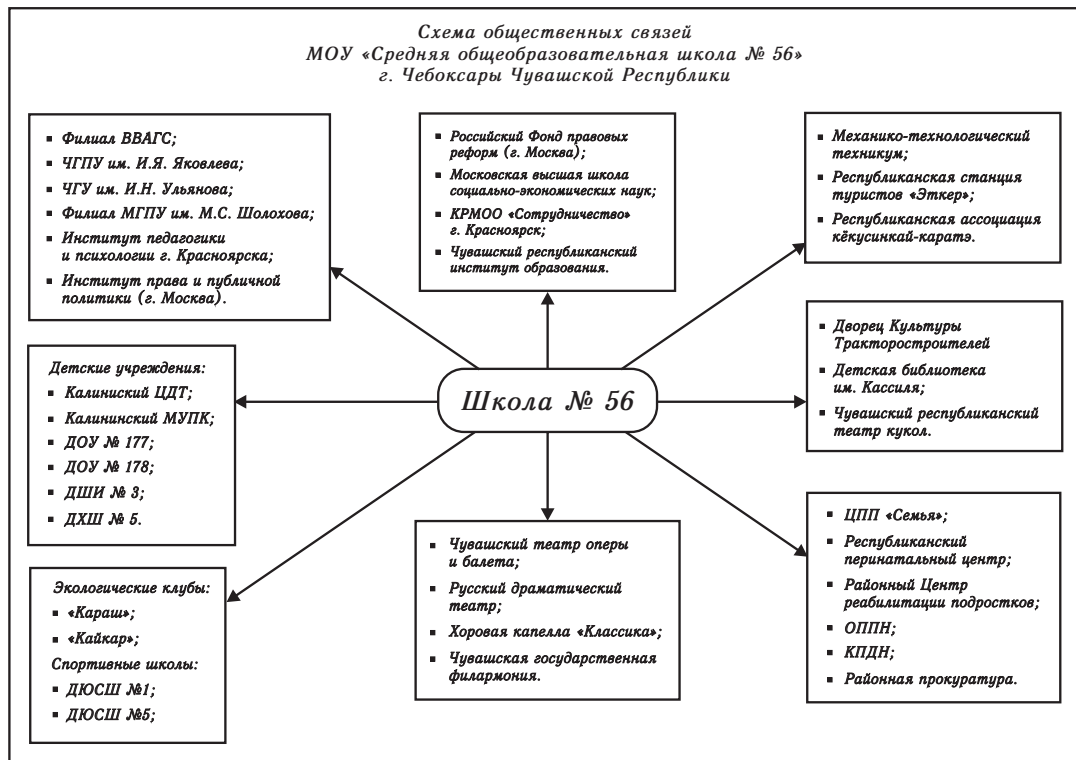 Схема общественных связей
МОУ «Средняя общеобразовательная школа № 56»
г. Чебоксары Чувашской Республики
▪ Филиал ВВАГС;
▪ ЧГПУ им. И.Я. Яковлева;
▪ ЧГУ им. И.Н. Ульянова;
▪ Филиал МГПУ им. М.С. Шолохова;
▪ Институт педагогики
и психологии г. Красноярска;
▪ Институт права и публичной
политики (г. Москва).
▪ Российский Фонд правовых
реформ (г. Москва);
▪ Московская высшая школа
социально-экономических наук;
▪ КРМОО «Сотрудничество»
г. Красноярск;
▪ Чувашский республиканский
институт образования.
▪ Механико-технологический
техникум;
▪ Республиканская станция
туристов «Эткер»;
▪ Республиканская ассоциация
кёкусинкай-каратэ.
Детские учреждения:
▪ Калиниский ЦДТ;
▪ Калининский МУПК;
▪ ДОУ № 177;
▪ ДОУ № 178;
▪ ДШИ № 3;
▪ ДХШ № 5.
Школа № 56
▪ Дворец Культуры
Тракторостроителей
▪ Детская библиотека
им. Кассиля;
▪ Чувашский республиканский
театр кукол.
Экологические клубы:
▪ «Караш»;
▪ «Кайкар»;
Спортивные школы:
▪ ДЮСШ №1;
▪ ДЮСШ №5;
▪ Чувашский театр оперы
и балета;
▪ Русский драматический
театр;
▪ Хоровая капелла «Классика»;
▪ Чувашская государственная
филармония.
▪ ЦПП «Семья»;
▪ Республиканский
перинатальный центр;
▪ Районный Центр
реабилитации подростков;
▪ ОППН;
▪ КПДН;
▪ Районная прокуратура.